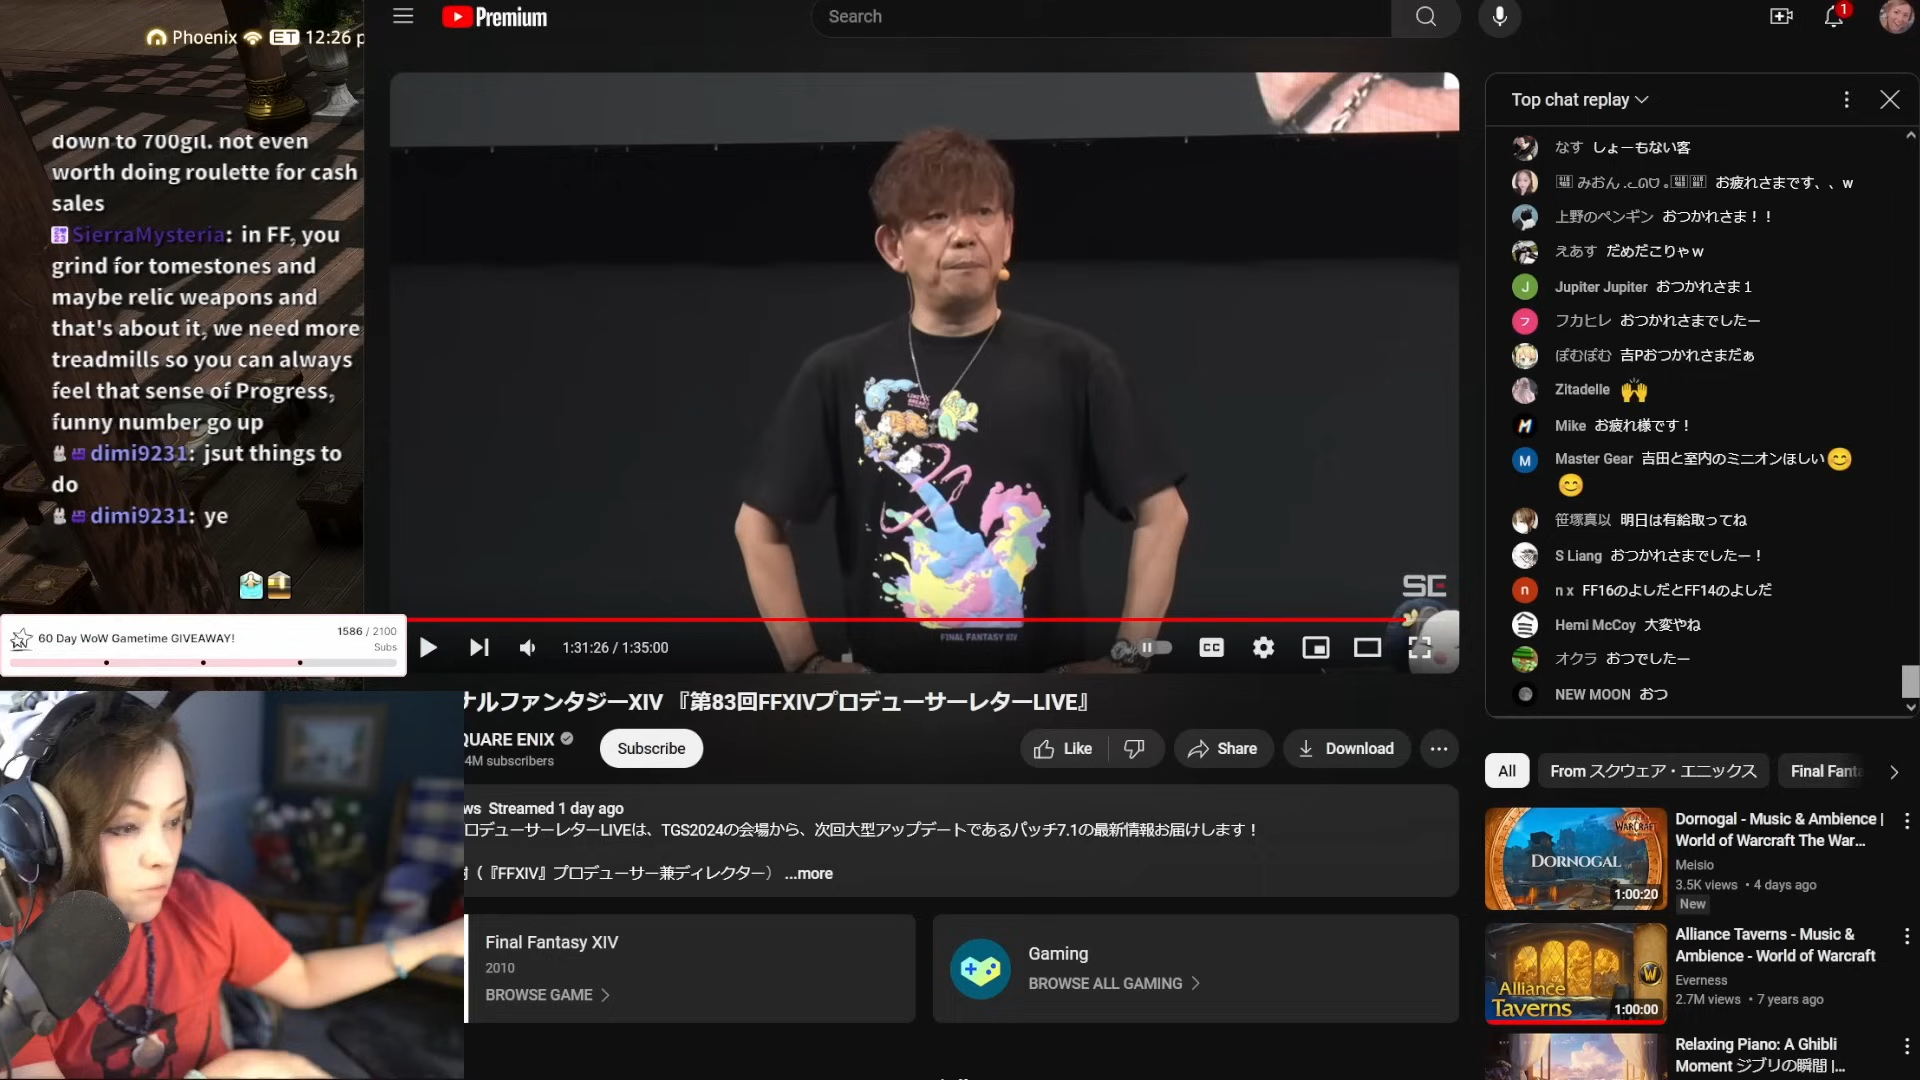 Phoenix ET 12:26 p
down to 700gil. not even
worth doing roulette for cash
sales
SierraMysteria: in FF, you
grind for tomestones and
maybe relic weapons and
that's about it, we need more
treadmills so you can always
feel that sense of Progress,
funny number go up
dimi9231: jsut things to
do
dimi9231: ye
60 Day WoW Gametime GIVEAWAY!
1586 / 2100
Subs
Premium
Search
1
FINAL FANTASY XIV
SE
1:31:26 / 1:35:00
CC
ナルファンタジーXIV 『第83回FFXIVプロデューサーレターLIVE』
QUARE ENIX
4M subscribers
Subscribe
Like
Share
Download
ws Streamed 1 day ago
ロデューサーレターLIVEは、TGS2024の会場から、次回大型アップデートであるパッチ7.1の最新情報お届けします！
（『FFXIV』プロデューサー兼ディレクター） ...more
Final Fantasy XIV
2010
BROWSE GAME
Gaming
BROWSE ALL GAMING
Top chat replay
なす しょーもない客
みおん お疲れさまです、、w
上野のペンギン おつかれさま！！
えあす だめだこりゃｗ
J
Jupiter Jupiter おつかれさま１
フ
フカヒレ おつかれさまでしたー
ぽむぽむ 吉Pおつかれさまだぁ
Zitadelle
Mike お疲れ様です！
M
Master Gear 吉田と室内のミニオンほしい
笹塚真以 明日は有給取ってね
S Liang おつかれさまでしたー！
n
n x FF16のよしだとFF14のよしだ
Hemi McCoy 大変やね
オクラ おつでしたー
NEW MOON おつ
All
From スクウェア・エニックス
Final Fanta
WARCRAFT
DORNOGAL
1:00:20
Dornogal - Music & Ambience |
World of Warcraft The War...
Meisio
3.5K views • 4 days ago
New
Alliance
Taverns
1:00:00
Alliance Taverns - Music &
Ambience - World of Warcraft
Everness
2.7M views • 7 years ago
Relaxing Piano: A Ghibli
Moment ジブリの瞬間 |...